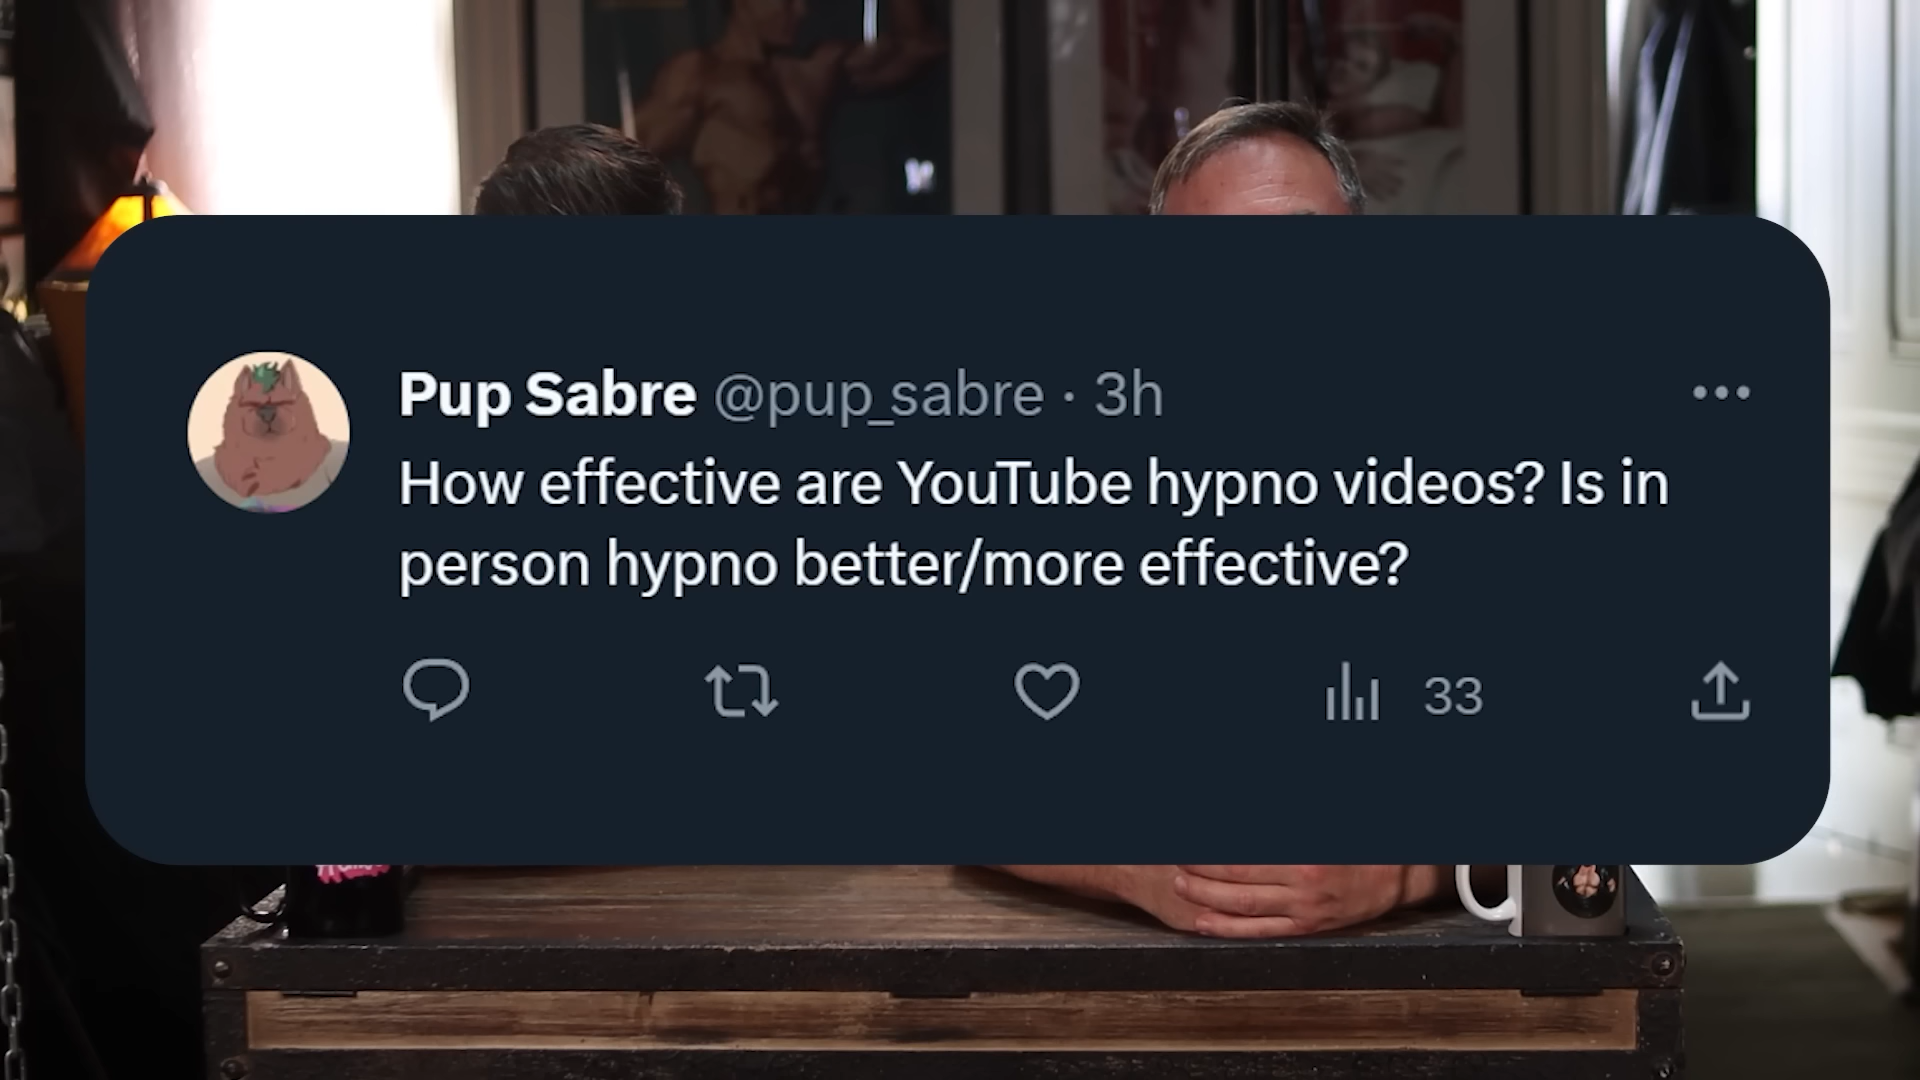 Pup Sabre @pup_sabre · 3h
How effective are YouTube hypno videos? Is in
person hypno better/more effective?
33